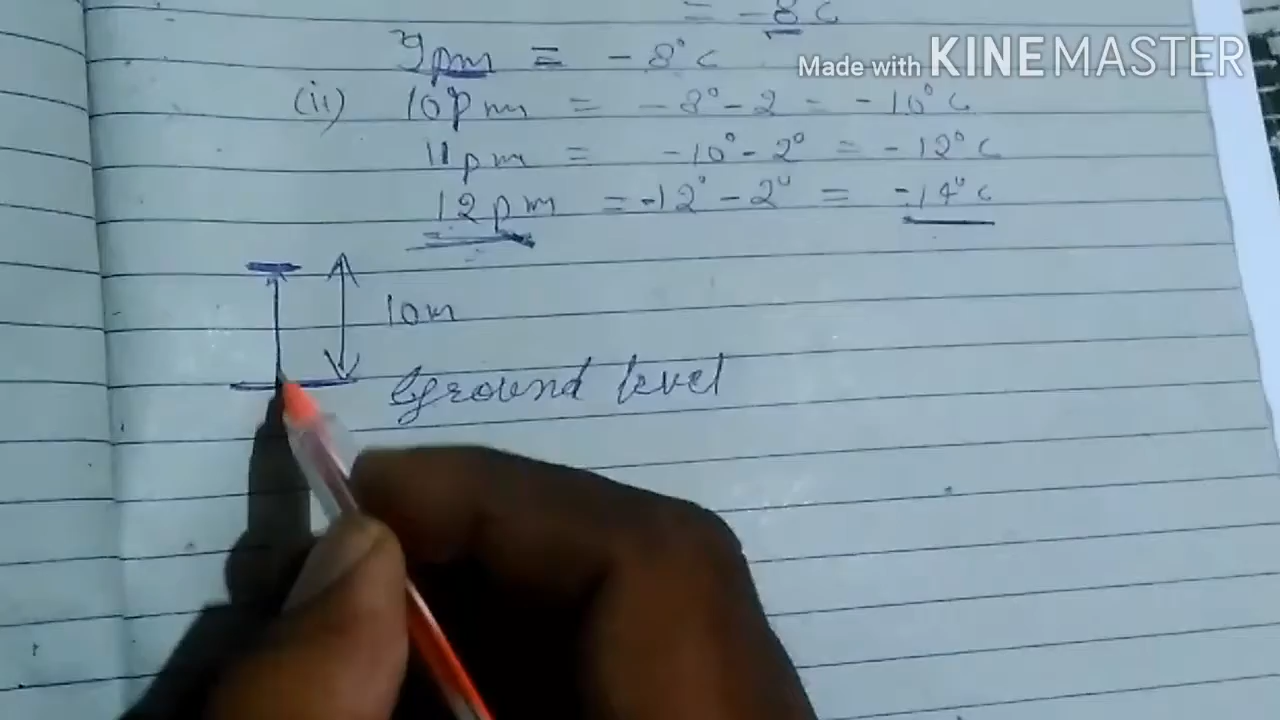 = -8 c
9pm = -8°c
Made with KINEMASTER
(ii) 10pm = -8°-2 = -10°c
11pm = -10°-2° = -12°c
12pm = -12°-2° = -14°c
10m
Ground level